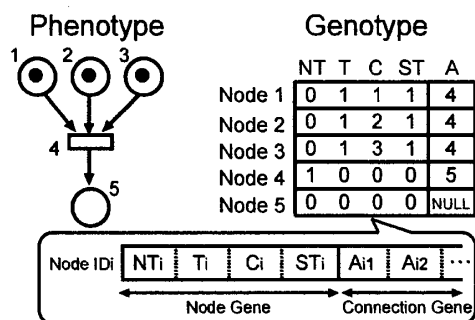 Phenotype
1
2
3
4
5
Genotype
NT T C ST A
Node 1 0 1 1 1 4
Node 2 0 1 2 1 4
Node 3 0 1 3 1 4
Node 4 1 0 0 0 5
Node 5 0 0 0 0 NULL
Node IDi NTi Ti Ci STi Ai1 Ai2 ...
Node Gene Connection Gene